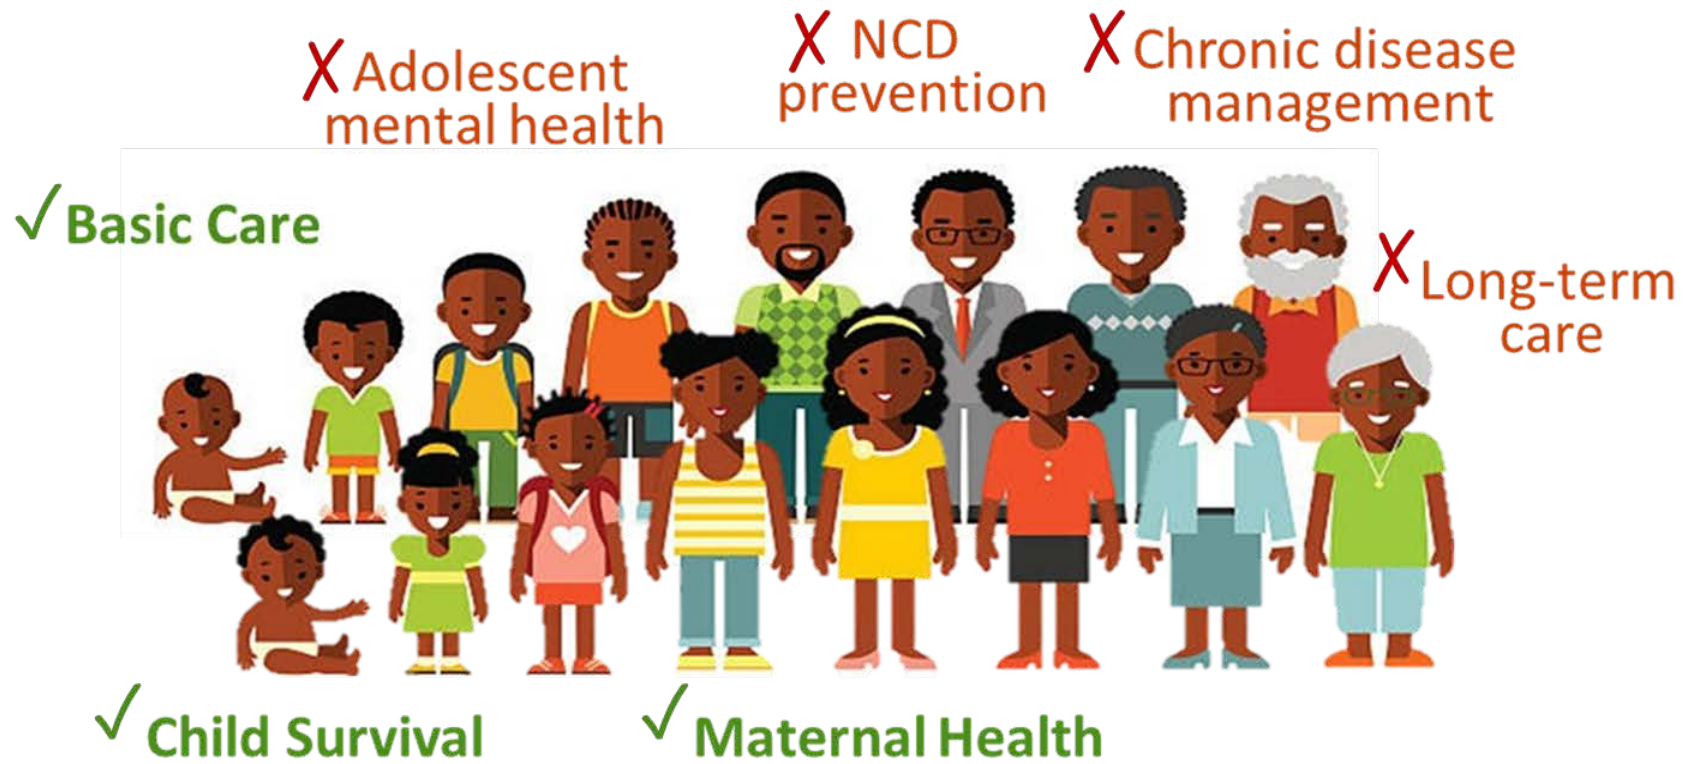 ✗ Adolescent
mental health
✗ NCD
prevention
✗ Chronic disease
management
✓ Basic Care
✗ Long-term
care
✓ Child Survival
✓ Maternal Health